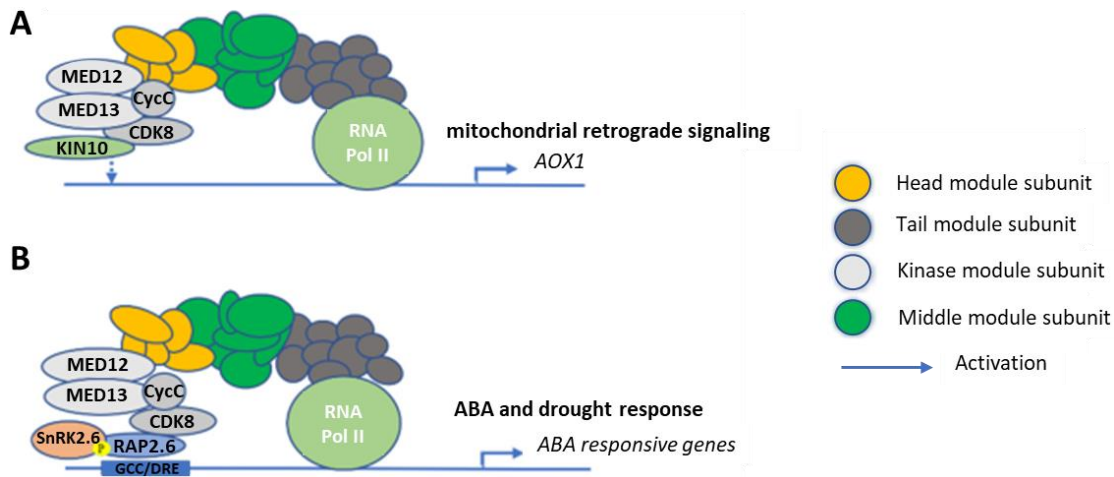 A
MED12
CycC
MED13
CDK8
KIN10
RNA
Pol II
mitochondrial retrograde signaling
AOX1
B
MED12
MED13
CycC
CDK8
SnRK2.6
P
RAP2.6
GCC/DRE
RNA
Pol II
ABA and drought response
ABA responsive genes
Head module subunit
Tail module subunit
Kinase module subunit
Middle module subunit
Activation